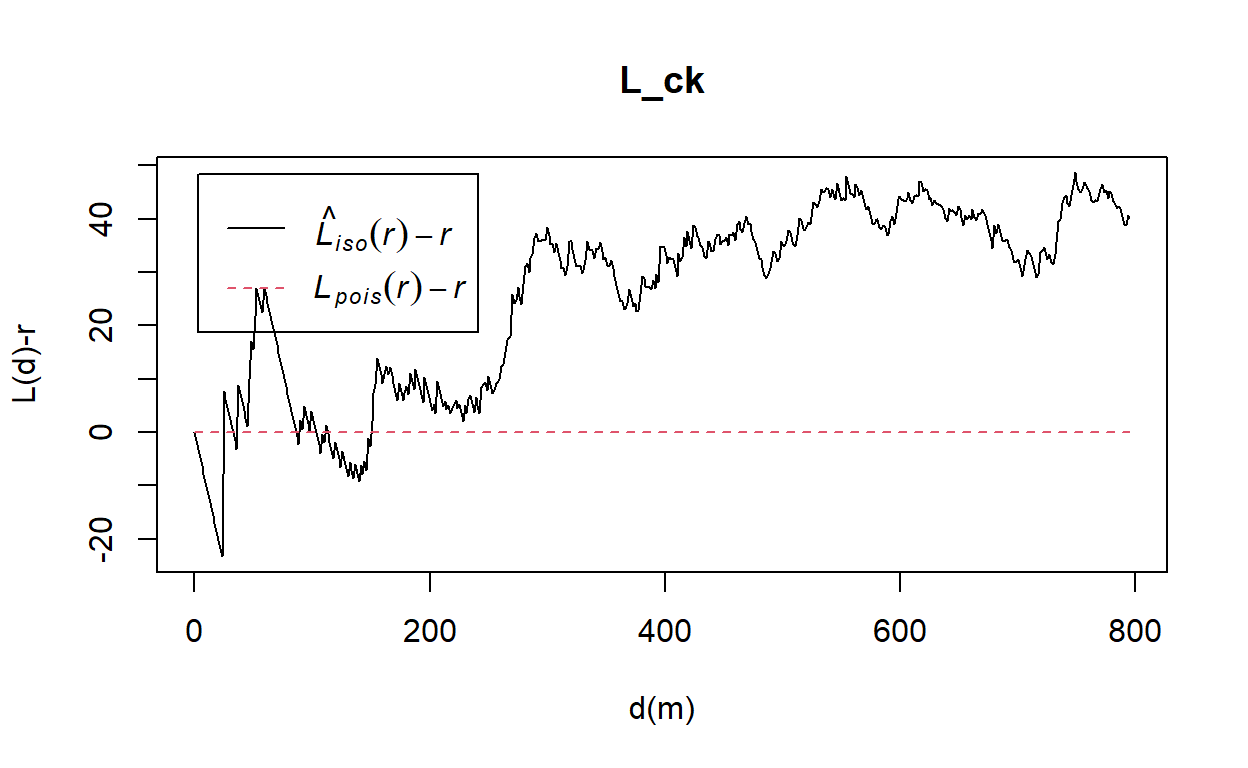 L_ck
L(d)-r
40
20
0
-20
L̂iso(r) – r
Lpois(r) – r
0 200 400 600 800
d(m)